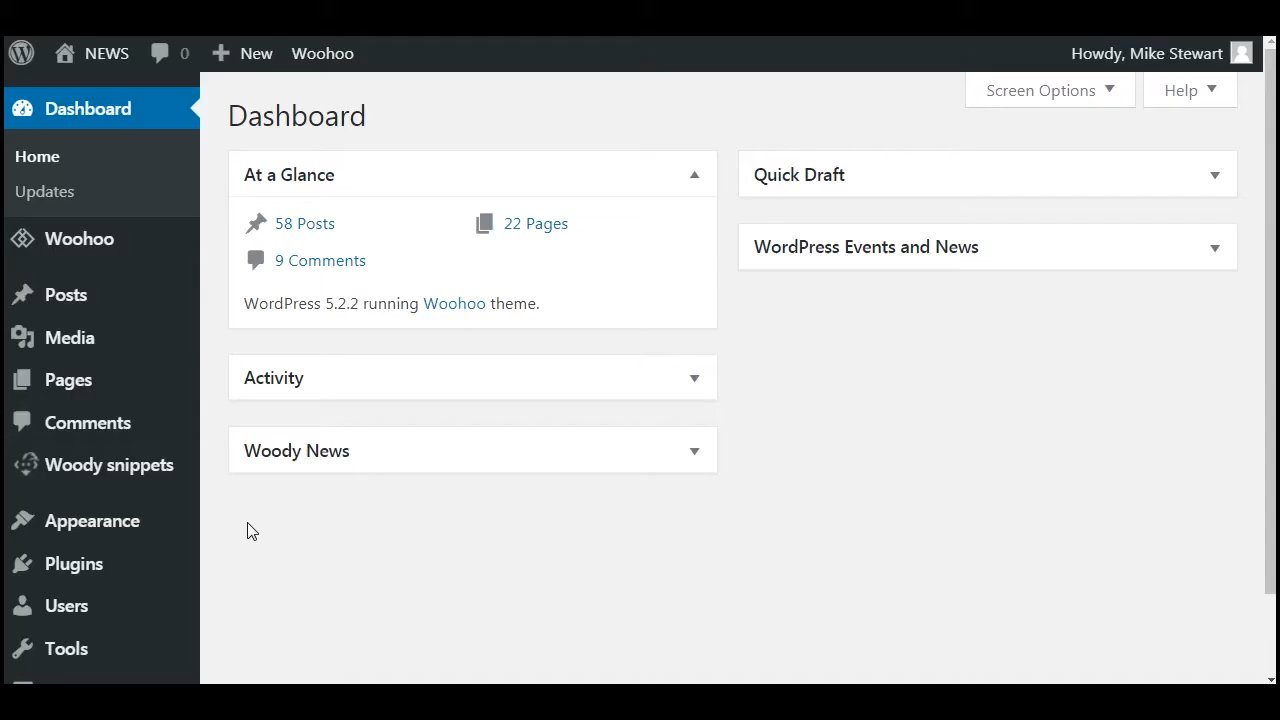 NEWS 0 New Woohoo Howdy, Mike Stewart
Screen Options Help
Dashboard
Home
Updates
Woohoo
Posts
Media
Pages
Comments
Woody snippets
Appearance
Plugins
Users
Tools
Dashboard
At a Glance
58 Posts 22 Pages
9 Comments
WordPress 5.2.2 running Woohoo theme.
Activity
Woody News
Quick Draft
WordPress Events and News